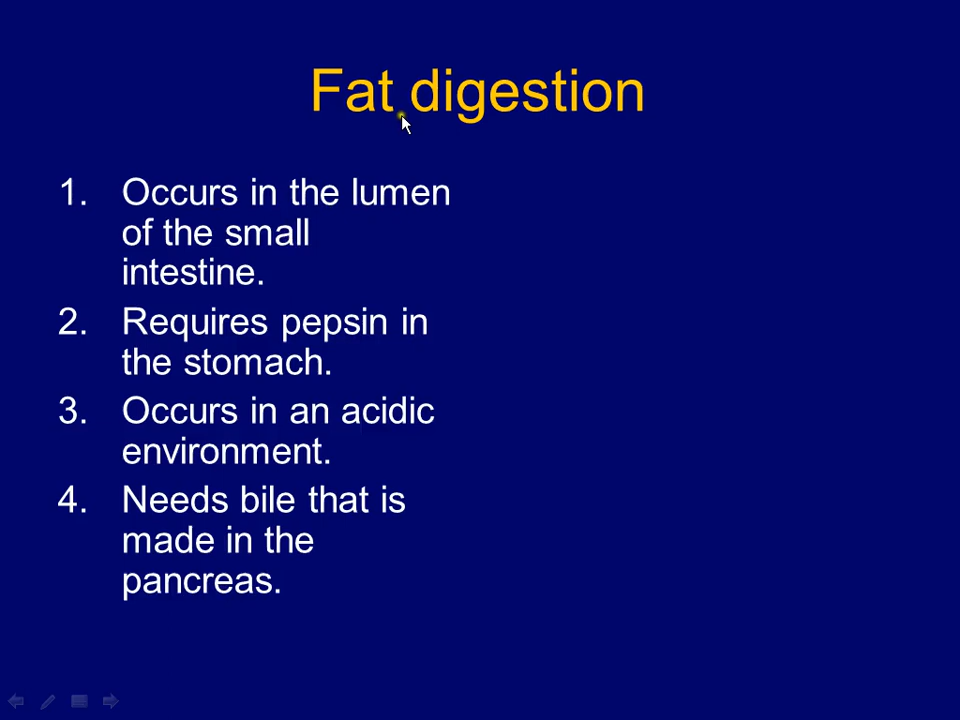 Fat digestion
1. Occurs in the lumen
of the small
intestine.
2. Requires pepsin in
the stomach.
3. Occurs in an acidic
environment.
4. Needs bile that is
made in the
pancreas.